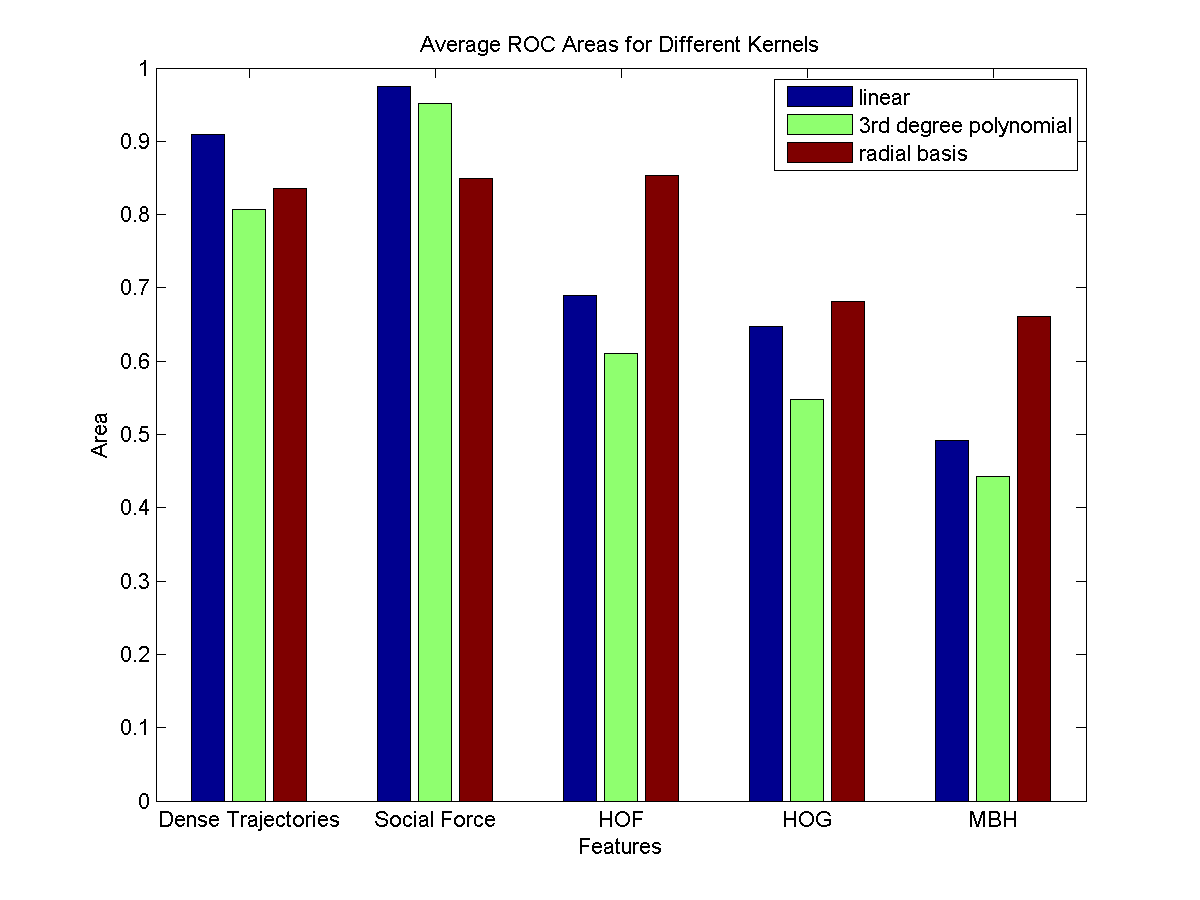 Average ROC Areas for Different Kernels
1
linear
3rd degree polynomial
radial basis
0.9
0.8
0.7
0.6
0.5
0.4
0.3
0.2
0.1
0
Area
Dense Trajectories Social Force HOF HOG MBH
Features